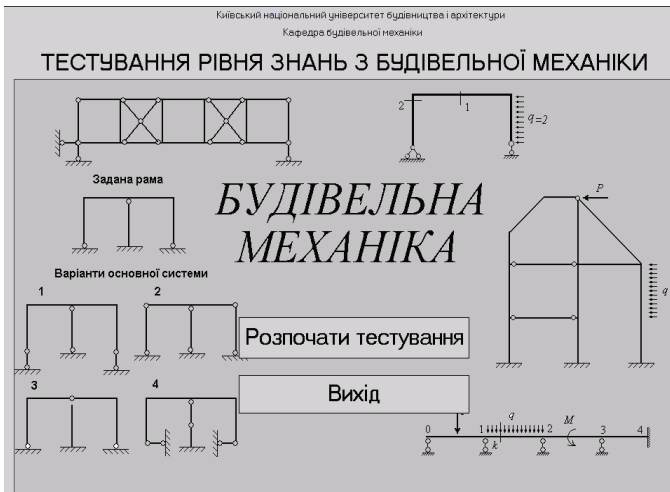 Київський національний університет будівництва і архітектури
Кафедра будівельної механіки
ТЕСТУВАННЯ РІВНЯ ЗНАНЬ З БУДІВЕЛЬНОЇ МЕХАНІКИ
2
1
q=2
Задана рама
БУДІВЕЛЬНА
МЕХАНІКА
P
q
Варіанти основної системи
1
2
Розпочати тестування
3
4
Вихід
q
M
0
1
2
3
4
k